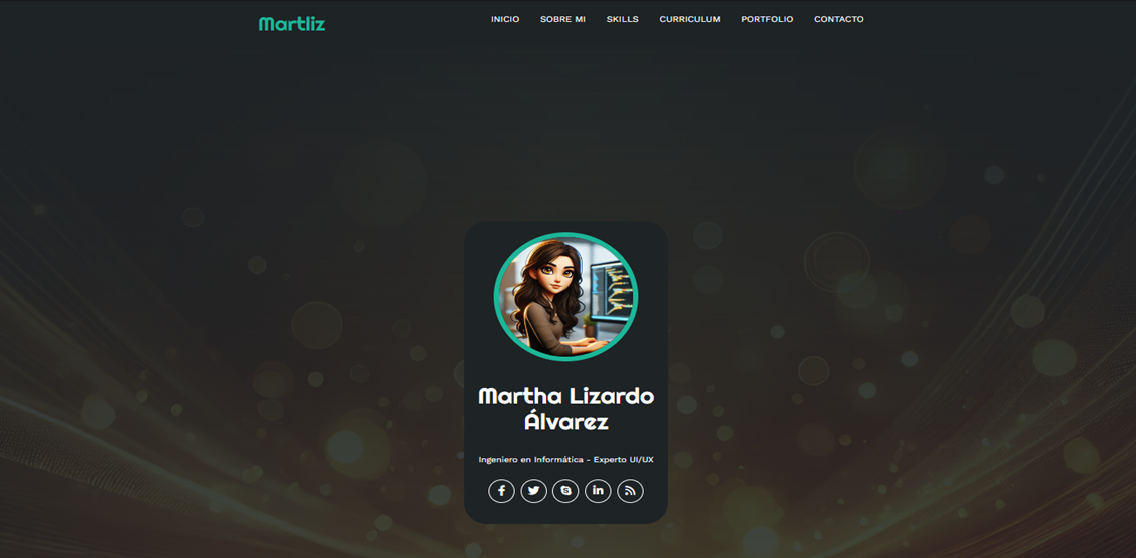 Martliz
INICIO SOBRE MI SKILLS CURRICULUM PORTFOLIO CONTACTO
Martha Lizardo
Álvarez
Ingeniero en Informática - Experto UI/UX